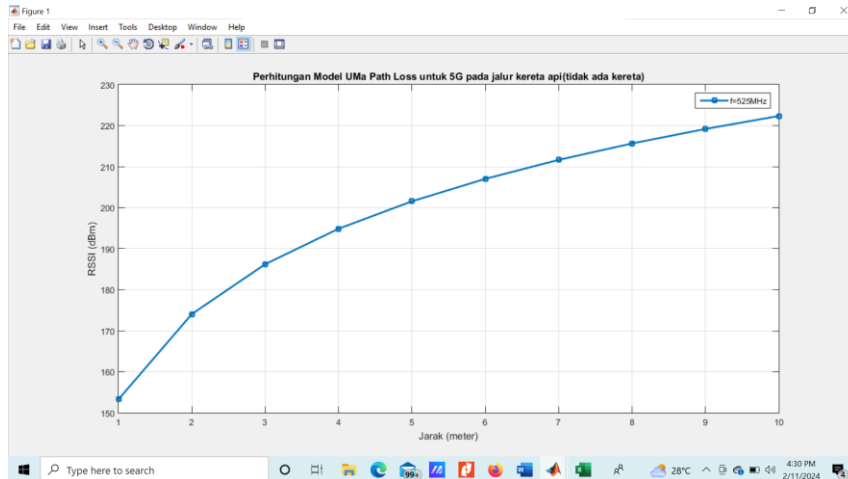 Figure 1
File Edit View Insert Tools Desktop Window Help
Perhitungan Model UMa Path Loss untuk 5G pada jalur kereta api(tidak ada kereta)
f=525MHz
230
220
210
200
190
180
170
160
150
RSSI (dBm)
1 2 3 4 5 6 7 8 9 10
Jarak (meter)
Type here to search
99+
28°C
4:30 PM
2/11/2024
4